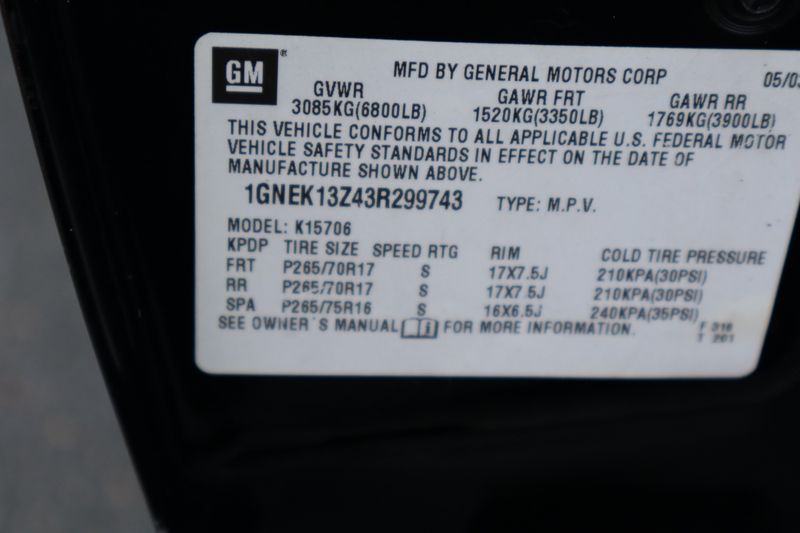 GM®
MFD BY GENERAL MOTORS CORP 05/03
GVWR GAWR FRT GAWR RR
3085KG(6800LB) 1520KG(3350LB) 1769KG(3900LB)
THIS VEHICLE CONFORMS TO ALL APPLICABLE U.S. FEDERAL MOTOR
VEHICLE SAFETY STANDARDS IN EFFECT ON THE DATE OF
MANUFACTURE SHOWN ABOVE.
1GNEK13Z43R299743 TYPE: M.P.V.
MODEL: K15706
KPDP TIRE SIZE SPEED RTG RIM COLD TIRE PRESSURE
FRT P265/70R17 S 17X7.5J 210KPA(30PSI)
RR P265/70R17 S 17X7.5J 210KPA(30PSI)
SPA P265/75R16 S 16X6.5J 240KPA(35PSI)
SEE OWNER'S MANUAL FOR MORE INFORMATION.
F 016
T 201